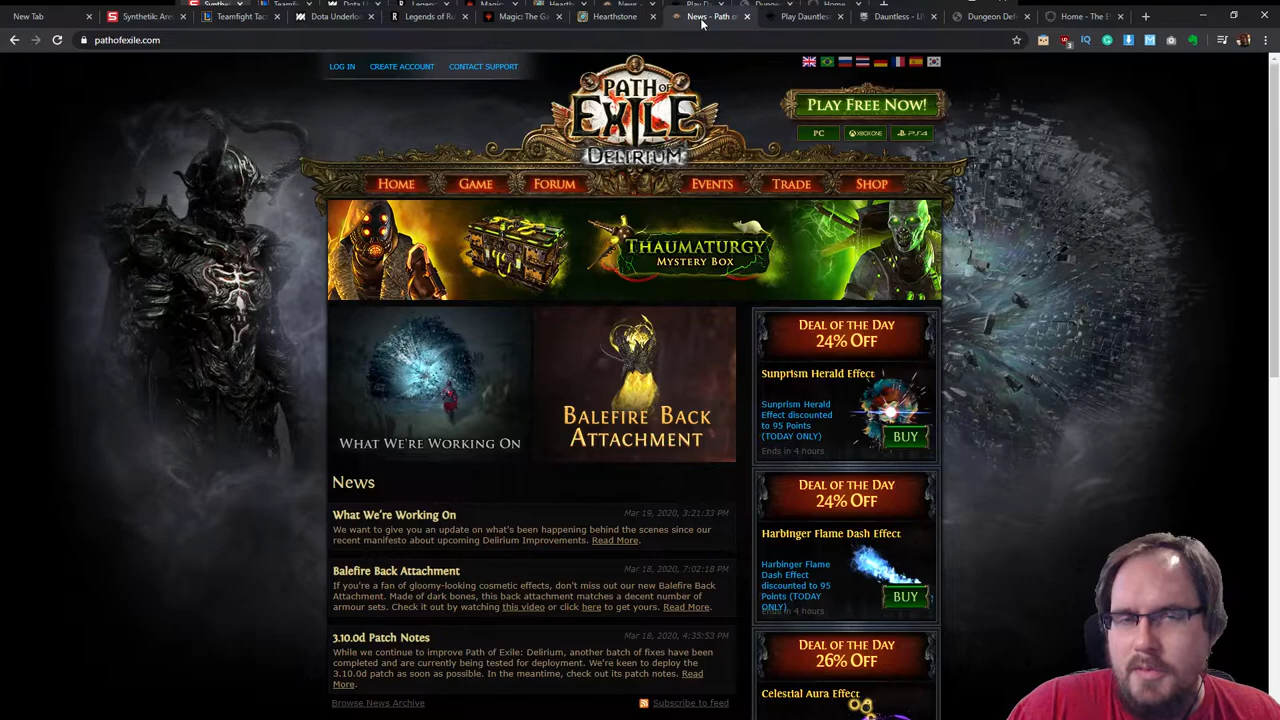 New Tab
Synthetik: Are
Teamfight Tac
Dota Underlor
Legends of Ru
Magic: The Ga
Hearthstone
News - Path of
Play Dauntles
Dauntless - LIV
Dungeon Defe
Home - The E
pathofexile.com
LOG IN CREATE ACCOUNT CONTACT SUPPORT
PATH OF
EXILE
DELIRIUM
PLAY FREE NOW!
PC XBOX ONE PS4
HOME GAME FORUM EVENTS TRADE SHOP
THAUMATURGY
MYSTERY BOX
WHAT WE'RE WORKING ON
BALEFIRE BACK
ATTACHMENT
News
What We're Working On Mar 19, 2020, 3:21:33 PM
We want to give you an update on what's been happening behind the scenes since our
recent manifesto about upcoming Delirium Improvements. Read More.
Balefire Back Attachment Mar 18, 2020, 7:02:18 PM
If you're a fan of gloomy-looking cosmetic effects, don't miss out our new Balefire Back
Attachment. Made of dark bones, this back attachment matches a decent number of
armour sets. Check it out by watching this video or click here to get yours. Read More.
3.10.0d Patch Notes Mar 18, 2020, 4:35:53 PM
While we continue to improve Path of Exile: Delirium, another batch of fixes have been
completed and are currently being tested for deployment. We're keen to deploy the
3.10.0d patch as soon as possible. In the meantime, check out its patch notes. Read
More.
Browse News Archive Subscribe to feed
DEAL OF THE DAY
24% OFF
Sunprism Herald Effect
Sunprism Herald
Effect discounted
to 95 Points
(TODAY ONLY)
BUY
Ends in 4 hours
DEAL OF THE DAY
24% OFF
Harbinger Flame Dash Effect
Harbinger Flame
Dash Effect
discounted to 95
Points (TODAY
ONLY)
BUY
Ends in 4 hours
DEAL OF THE DAY
26% OFF
Celestial Aura Effect